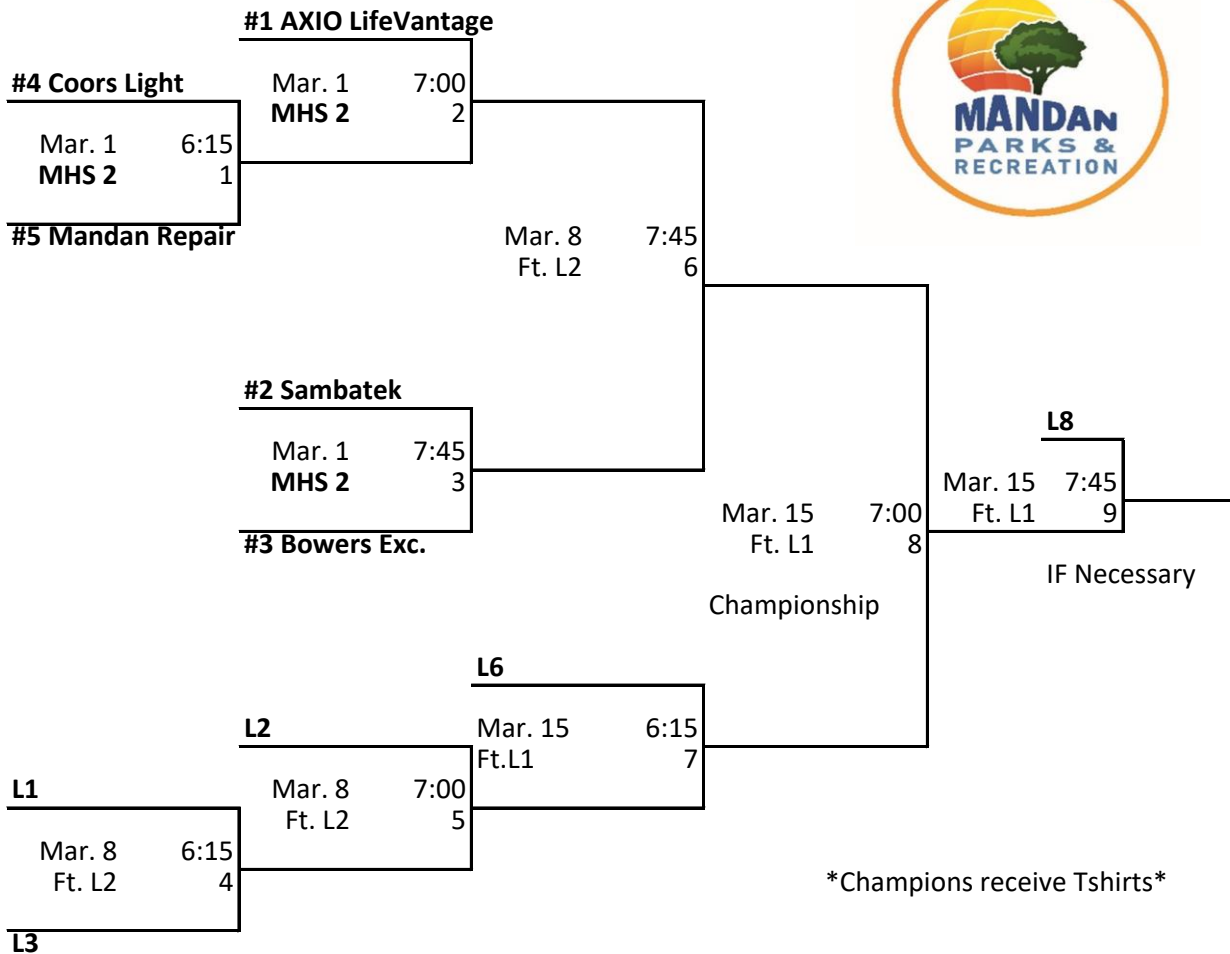 #1 AXIO LifeVantage
#4 Coors Light
Mar. 1 7:00
MHS 2 2
Mar. 1 6:15
MHS 2 1
#5 Mandan Repair
MANDAN
PARKS &
RECREATION
Mar. 8 7:45
Ft. L2 6
#2 Sambatek
Mar. 1 7:45
MHS 2 3
#3 Bowers Exc.
L8
Mar. 15 7:45
Ft. L1 9
IF Necessary
Mar. 15 7:00
Ft. L1 8
Championship
L6
Mar. 15 6:15
Ft.L1 7
L2
Mar. 8 7:00
Ft. L2 5
L1
Mar. 8 6:15
Ft. L2 4
L3
*Champions receive Tshirts*